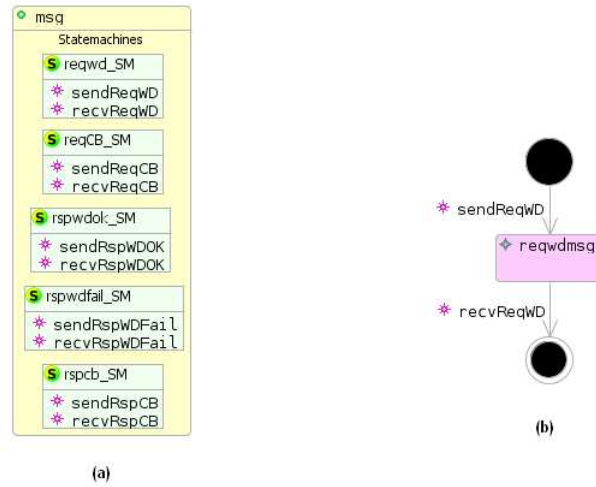 msg
Statemachines
S reqwd_SM
sendReqWD
recvReqWD
S reqCB_SM
sendReqCB
recvReqCB
S rspwdok_SM
sendRspWDOK
recvRspWDOK
S rspwdfail_SM
sendRspWDFail
recvRspWDFail
S rspcb_SM
sendRspCB
recvRspCB
(a)
sendReqWD
reqwdmsg
recvReqWD
(b)